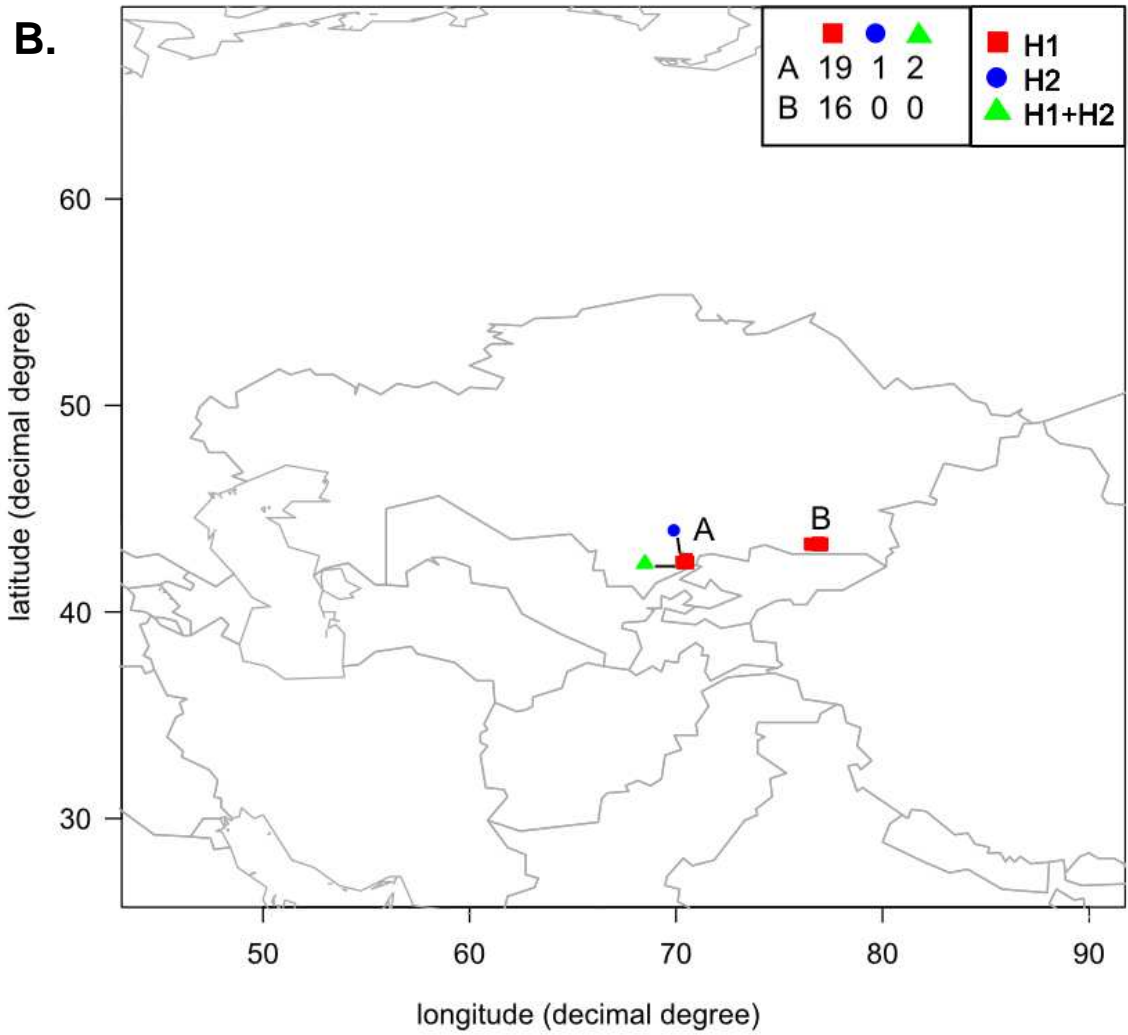 B.
A 19 1 2
B 16 0 0
H1
H2
H1+H2
60
50
40
30
latitude (decimal degree)
A
B
50 60 70 80 90
longitude (decimal degree)